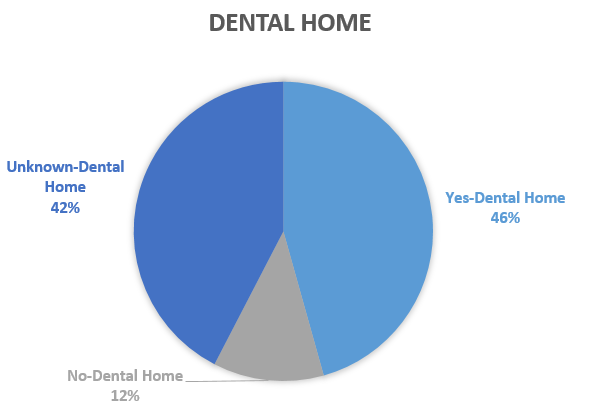 DENTAL HOME
Unknown-Dental
Home
42%
Yes-Dental Home
46%
No-Dental Home
12%